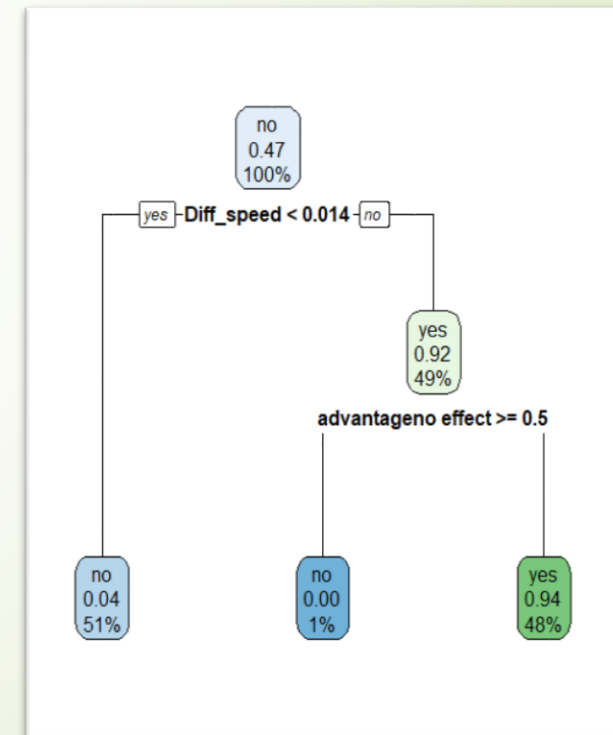 no
0.47
100%
yes Diff_speed < 0.014 no
yes
0.92
49%
advantageno effect >= 0.5
no
0.04
51%
no
0.00
1%
yes
0.94
48%